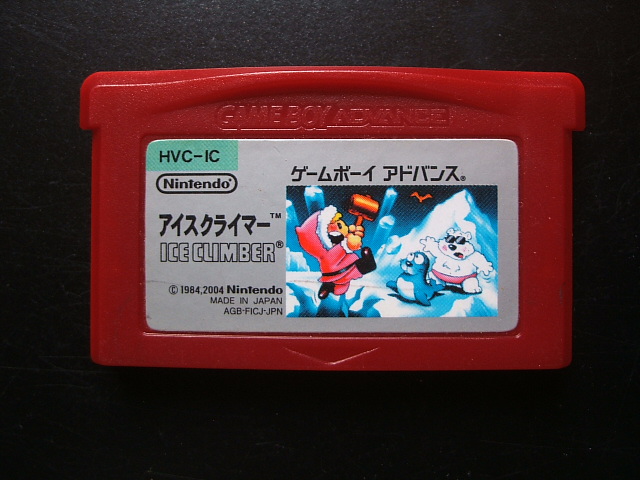 GAME BOY ADVANCE
HVC-IC
ゲームボーイ アドバンス®
Nintendo®
アイスクライマー™
ICE CLIMBER®
© 1984,2004 Nintendo
MADE IN JAPAN
AGB-FICJ-JPN